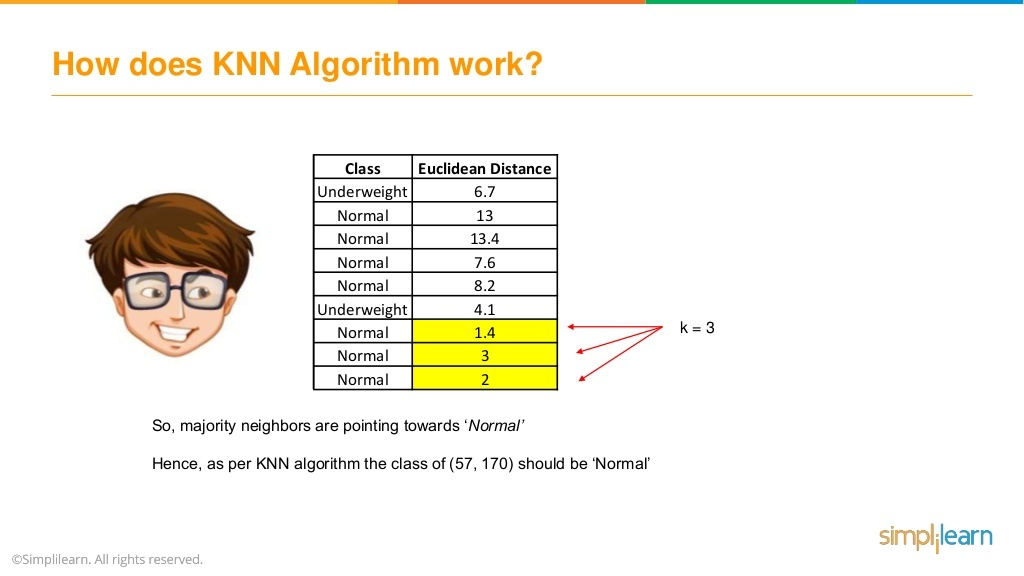 How does KNN Algorithm work?
Class Euclidean Distance
Underweight 6.7
Normal 13
Normal 13.4
Normal 7.6
Normal 8.2
Underweight 4.1
Normal 1.4
k = 3
Normal 3
Normal 2
So, majority neighbors are pointing towards ‘Normal’
Hence, as per KNN algorithm the class of (57, 170) should be ‘Normal’
simplilearn
©Simplilearn. All rights reserved.